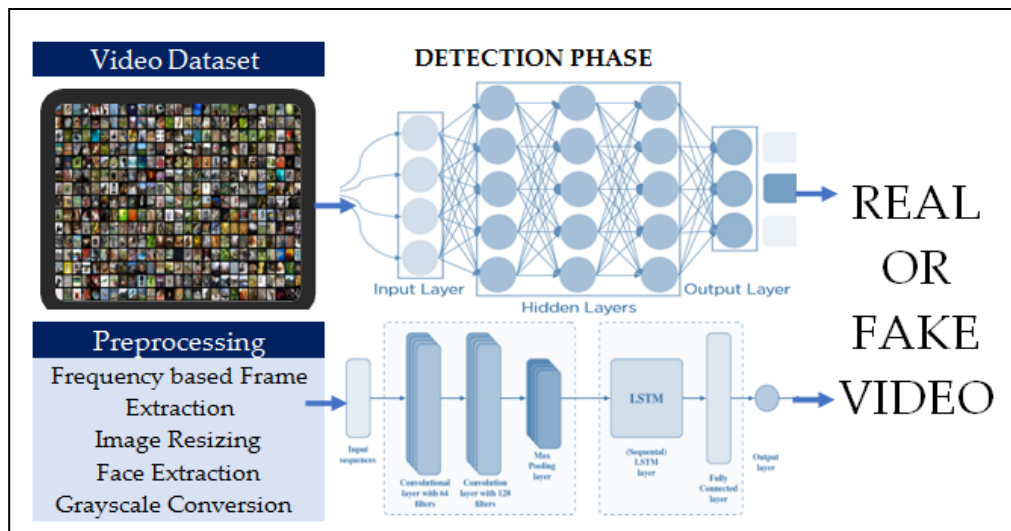 Video Dataset
DETECTION PHASE
Input Layer
Hidden Layers
Output Layer
REAL
OR
FAKE
VIDEO
Preprocessing
Frequency based Frame
Extraction
Image Resizing
Face Extraction
Grayscale Conversion
Input
sequences
Convolutional
layer with 64
filters
Convolution
layer with 128
filters
Max
Pooling
layer
LSTM
(Sequential)
LSTM
layer
Fully
Connected
layer
Output
layer